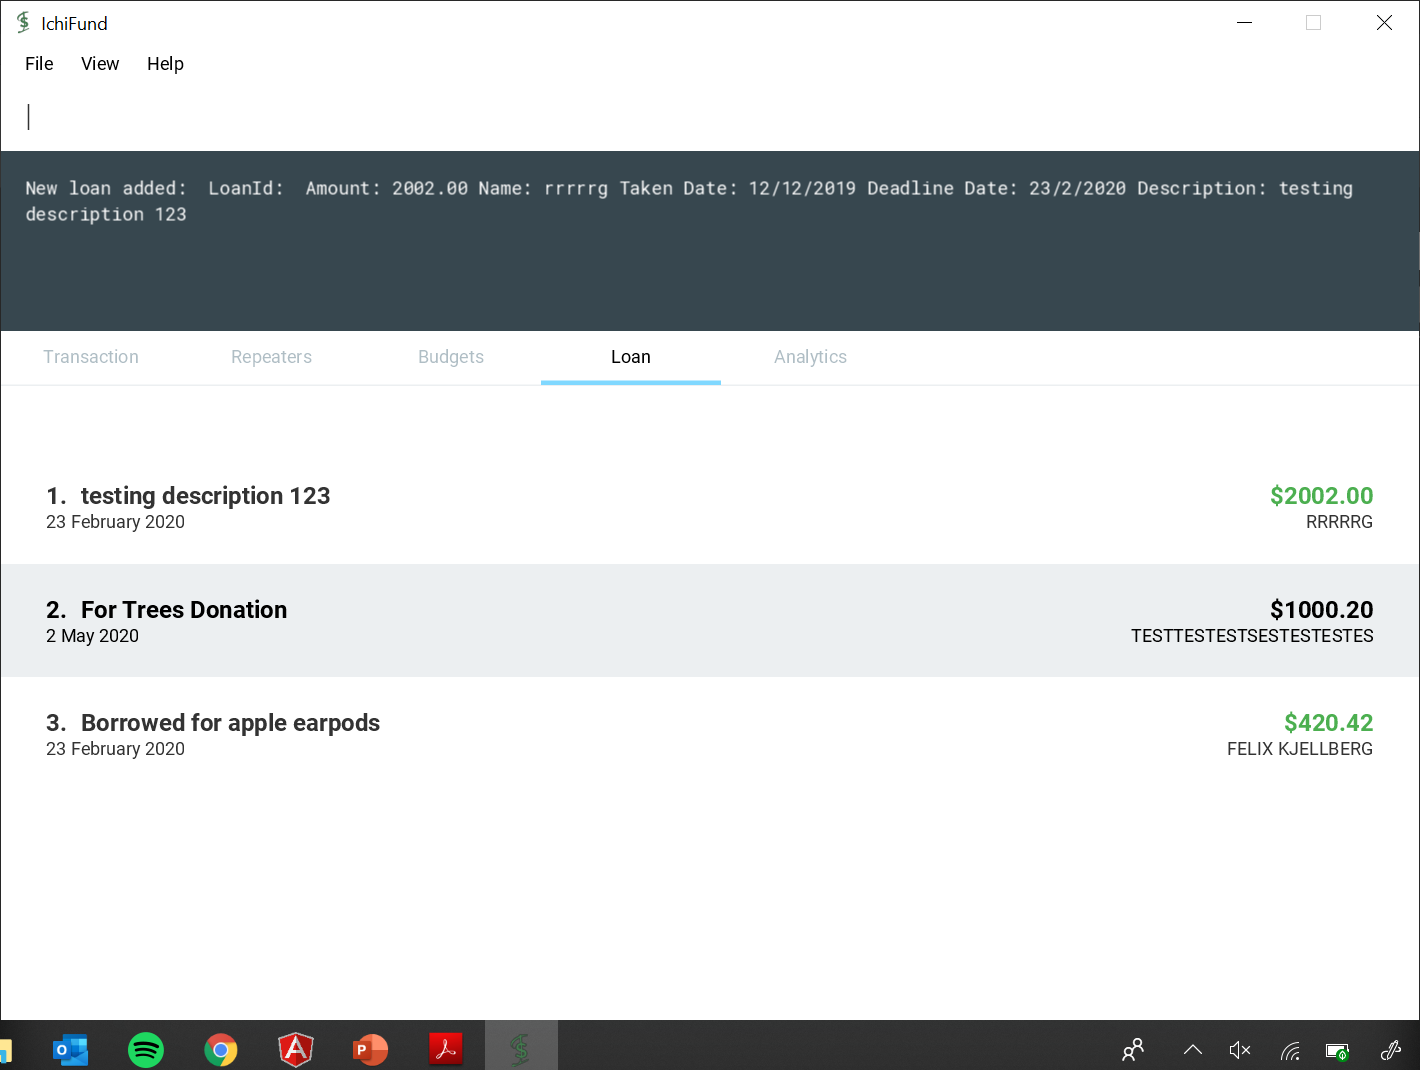 IchiFund
File View Help
New loan added:  LoanId:  Amount: 2002.00 Name: rrrrrg Taken Date: 12/12/2019 Deadline Date: 23/2/2020 Description: testing
description 123
Transaction Repeaters Budgets Loan Analytics
1. testing description 123 $2002.00
23 February 2020 RRRRRG
2. For Trees Donation $1000.20
2 May 2020 TESTTESTESTSESTESTESTES
3. Borrowed for apple earpods $420.42
23 February 2020 FELIX KJELLBERG